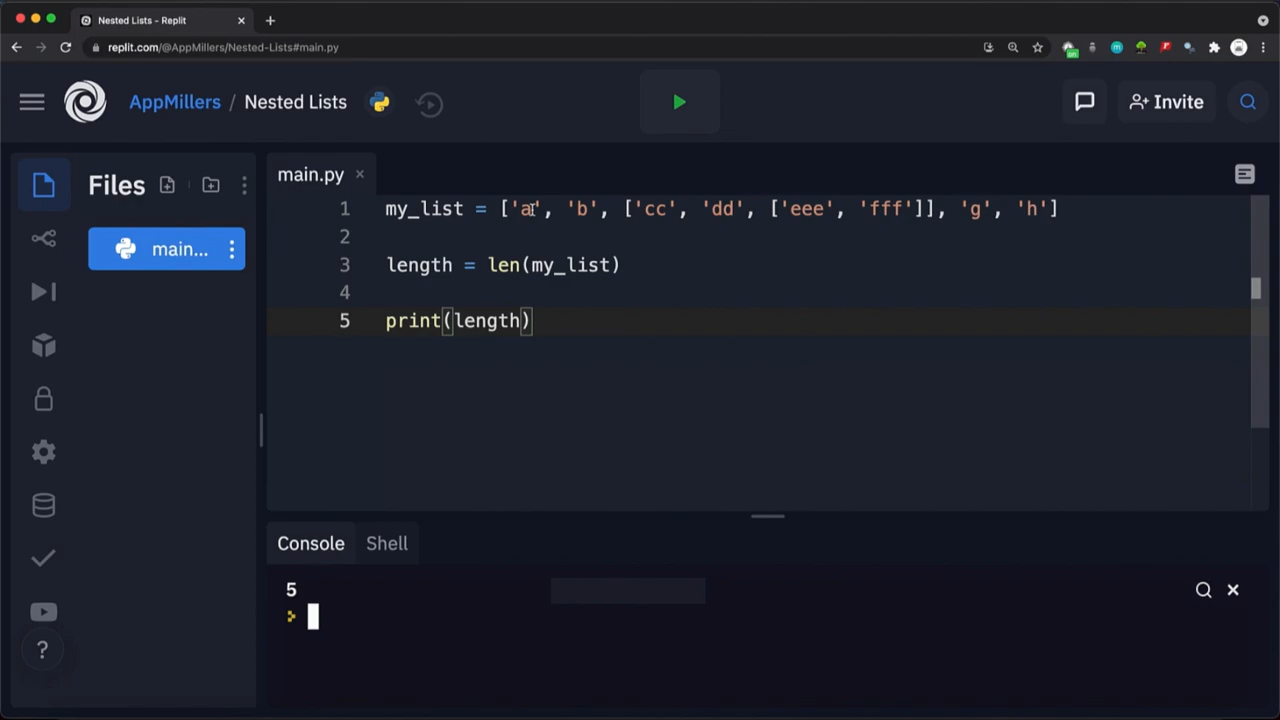 Nested Lists - Replit
replit.com/@AppMillers/Nested-Lists#main.py
AppMillers / Nested Lists
Invite
Files
main...
main.py
1 my_list = ['a', 'b', ['cc', 'dd', ['eee', 'fff']], 'g', 'h']
2
3 length = len(my_list)
4
5 print(length)
Console
Shell
5